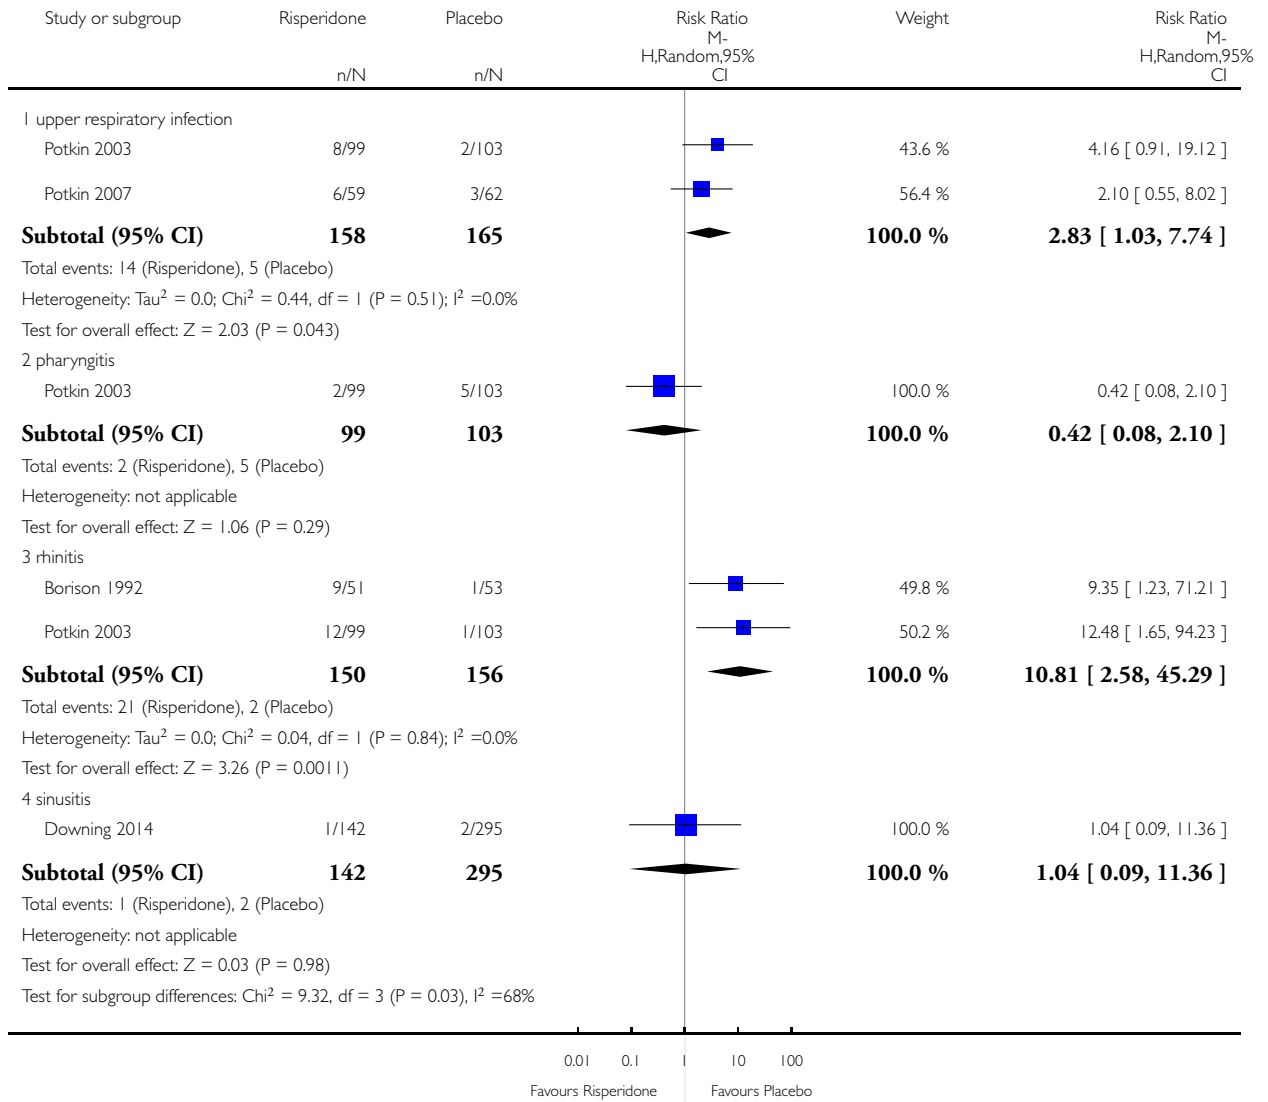 Study or subgroup Risperidone Placebo Risk Ratio Weight Risk Ratio
M- M-
H,Random,95% H,Random,95%
n/N n/N CI CI
1 upper respiratory infection
Potkin 2003 8/99 2/103 43.6 % 4.16 [ 0.91, 19.12 ]
Potkin 2007 6/59 3/62 56.4 % 2.10 [ 0.55, 8.02 ]
Subtotal (95% CI) 158 165 100.0 % 2.83 [ 1.03, 7.74 ]
Total events: 14 (Risperidone), 5 (Placebo)
Heterogeneity: Tau² = 0.0; Chi² = 0.44, df = 1 (P = 0.51); I² =0.0%
Test for overall effect: Z = 2.03 (P = 0.043)
2 pharyngitis
Potkin 2003 2/99 5/103 100.0 % 0.42 [ 0.08, 2.10 ]
Subtotal (95% CI) 99 103 100.0 % 0.42 [ 0.08, 2.10 ]
Total events: 2 (Risperidone), 5 (Placebo)
Heterogeneity: not applicable
Test for overall effect: Z = 1.06 (P = 0.29)
3 rhinitis
Borison 1992 9/51 1/53 49.8 % 9.35 [ 1.23, 71.21 ]
Potkin 2003 12/99 1/103 50.2 % 12.48 [ 1.65, 94.23 ]
Subtotal (95% CI) 150 156 100.0 % 10.81 [ 2.58, 45.29 ]
Total events: 21 (Risperidone), 2 (Placebo)
Heterogeneity: Tau² = 0.0; Chi² = 0.04, df = 1 (P = 0.84); I² =0.0%
Test for overall effect: Z = 3.26 (P = 0.0011)
4 sinusitis
Downing 2014 1/142 2/295 100.0 % 1.04 [ 0.09, 11.36 ]
Subtotal (95% CI) 142 295 100.0 % 1.04 [ 0.09, 11.36 ]
Total events: 1 (Risperidone), 2 (Placebo)
Heterogeneity: not applicable
Test for overall effect: Z = 0.03 (P = 0.98)
Test for subgroup differences: Chi² = 9.32, df = 3 (P = 0.03), I² =68%
0.01 0.1 1 10 100
Favours Risperidone Favours Placebo